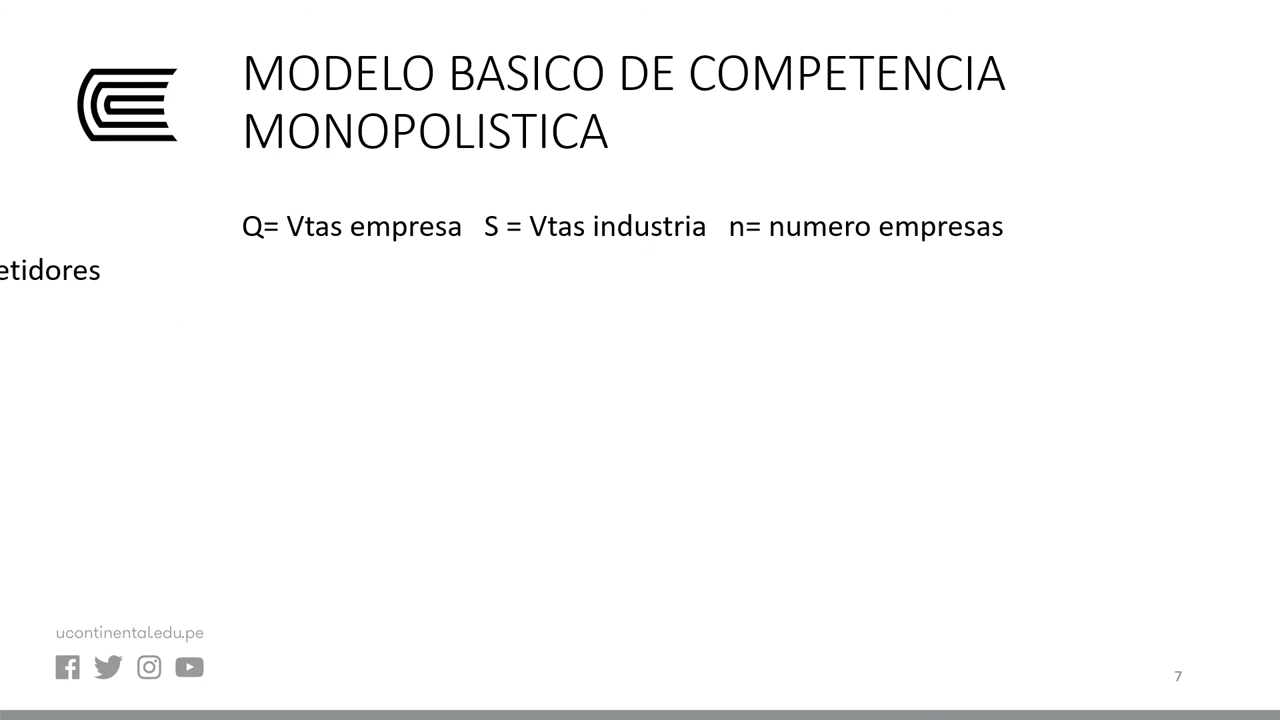 MODELO BASICO DE COMPETENCIA
MONOPOLISTICA
Q= Vtas empresa S = Vtas industria n= numero empresas
etidores
ucontinental.edu.pe
7